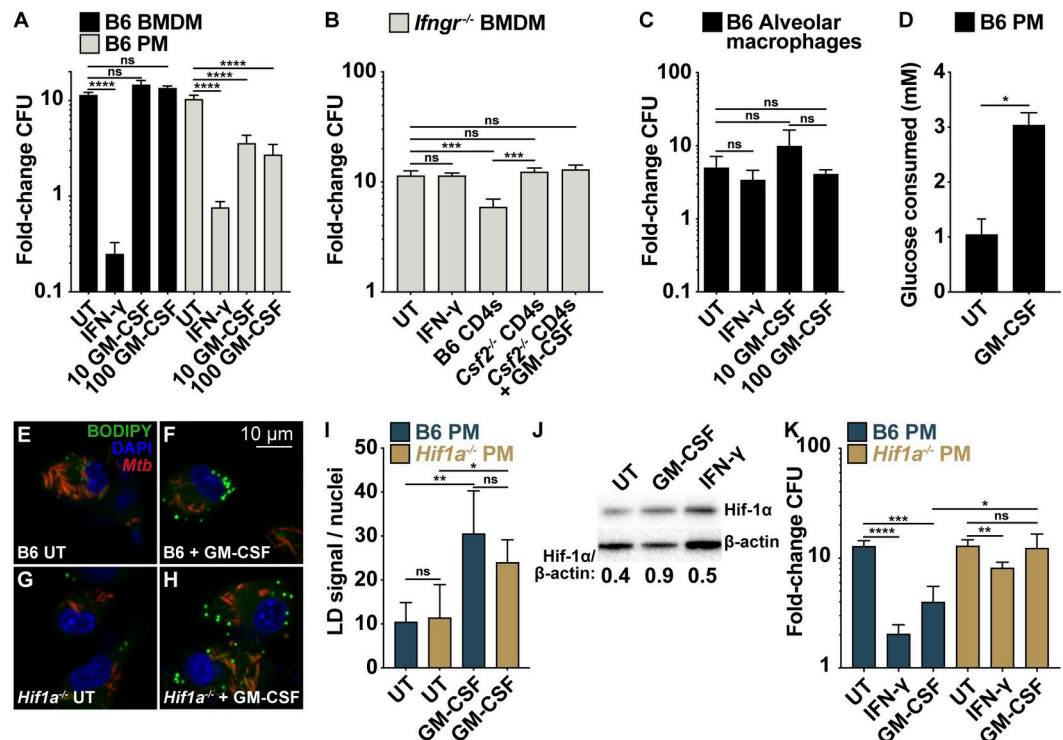 A
B6 BMDM
B6 PM
Fold-change CFU
10
1
0.1
ns
ns
****
****
****
****
UT
IFN-γ
10 GM-CSF
100 GM-CSF
UT
IFN-γ
10 GM-CSF
100 GM-CSF
B
Ifngr-/- BMDM
Fold-change CFU
100
10
1
ns
ns
***
***
ns
UT
IFN-γ
B6 CD4s
Csf2-/- CD4s
Csf2-/- CD4s
+ GM-CSF
C
B6 Alveolar
macrophages
Fold-change CFU
100
10
1
0.1
ns
ns
ns
ns
UT
IFN-γ
10 GM-CSF
100 GM-CSF
D
B6 PM
Glucose consumed (mM)
4
3
2
1
0
*
UT
GM-CSF
E
BODIPY
DAPI
Mtb
B6 UT
F
10 µm
B6 + GM-CSF
G
Hif1a-/- UT
H
Hif1a-/- + GM-CSF
I
B6 PM
Hif1a-/- PM
LD signal / nuclei
50
40
30
20
10
0
*
**
ns
ns
UT
UT
GM-CSF
GM-CSF
J
UT
GM-CSF
IFN-γ
Hif-1α
β-actin
Hif-1α/
β-actin: 0.4 0.9 0.5
K
B6 PM
Hif1a-/- PM
Fold-change CFU
100
10
1
*
***
ns
****
**
UT
IFN-γ
GM-CSF
UT
IFN-γ
GM-CSF